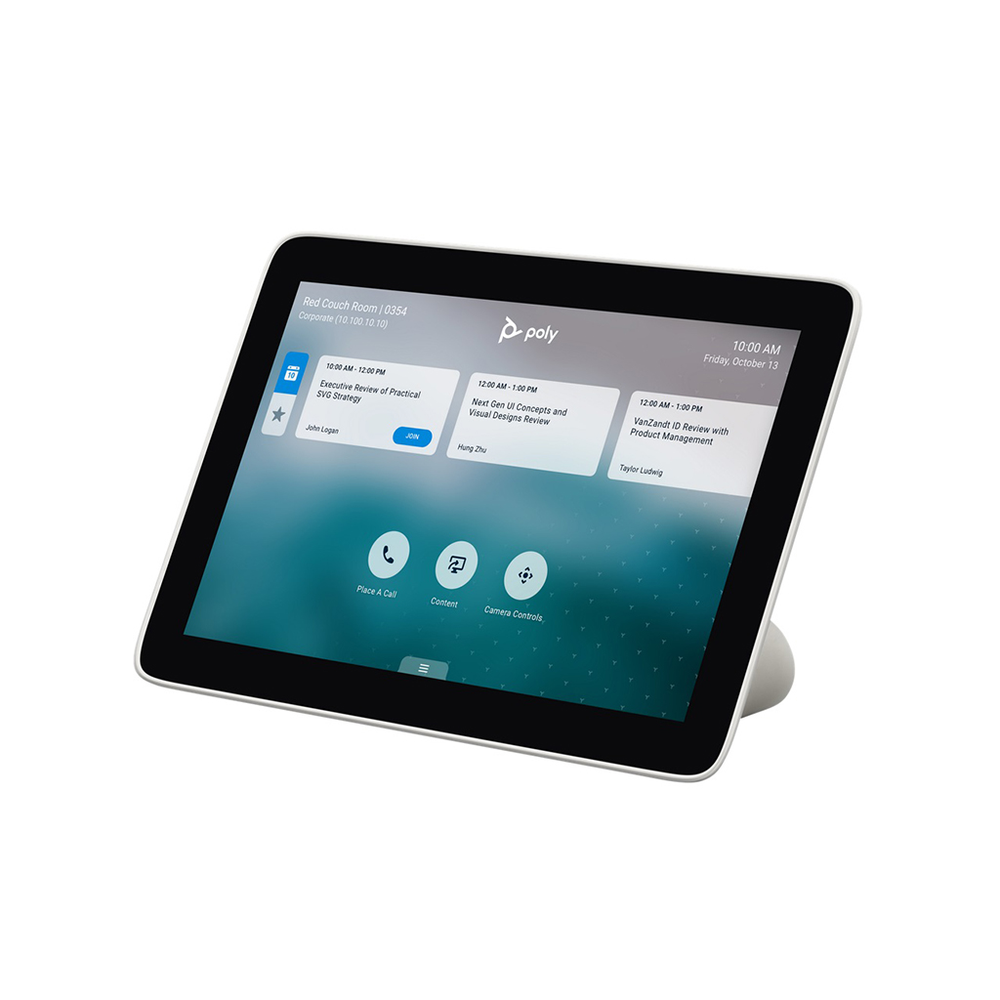 Red Couch Room | 0354
Corporate (10.100.10.10)
poly
10:00 AM
Friday, October 13
10
10:00 AM - 12:00 PM
Executive Review of Practical
SVG Strategy
John Logan
JOIN
12:00 AM - 1:00 PM
Next Gen UI Concepts and
Visual Designs Review
Hung Zhu
12:00 AM - 1:00 PM
VanZandt ID Review with
Product Management
Taylor Ludwig
Place A Call
Content
Camera Controls